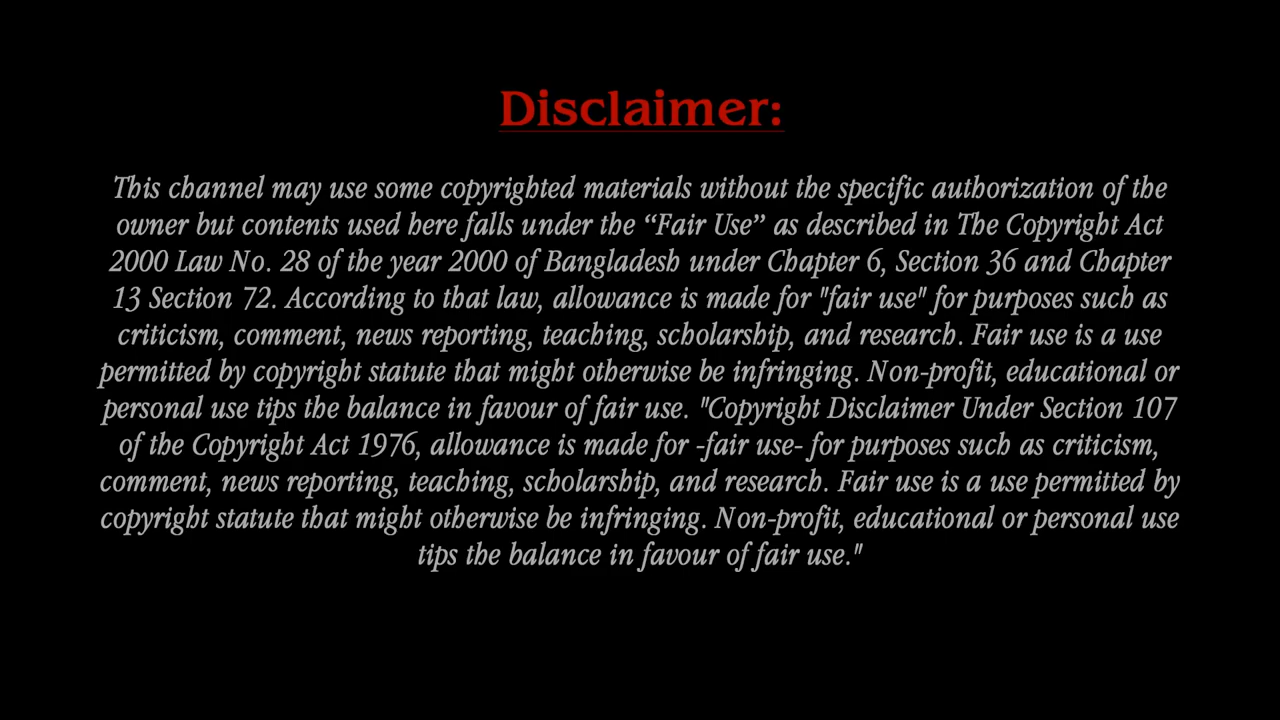 Disclaimer:
This channel may use some copyrighted materials without the specific authorization of the
owner but contents used here falls under the “Fair Use” as described in The Copyright Act
2000 Law No. 28 of the year 2000 of Bangladesh under Chapter 6, Section 36 and Chapter
13 Section 72. According to that law, allowance is made for "fair use" for purposes such as
criticism, comment, news reporting, teaching, scholarship, and research. Fair use is a use
permitted by copyright statute that might otherwise be infringing. Non-profit, educational or
personal use tips the balance in favour of fair use. "Copyright Disclaimer Under Section 107
of the Copyright Act 1976, allowance is made for -fair use- for purposes such as criticism,
comment, news reporting, teaching, scholarship, and research. Fair use is a use permitted by
copyright statute that might otherwise be infringing. Non-profit, educational or personal use
tips the balance in favour of fair use."